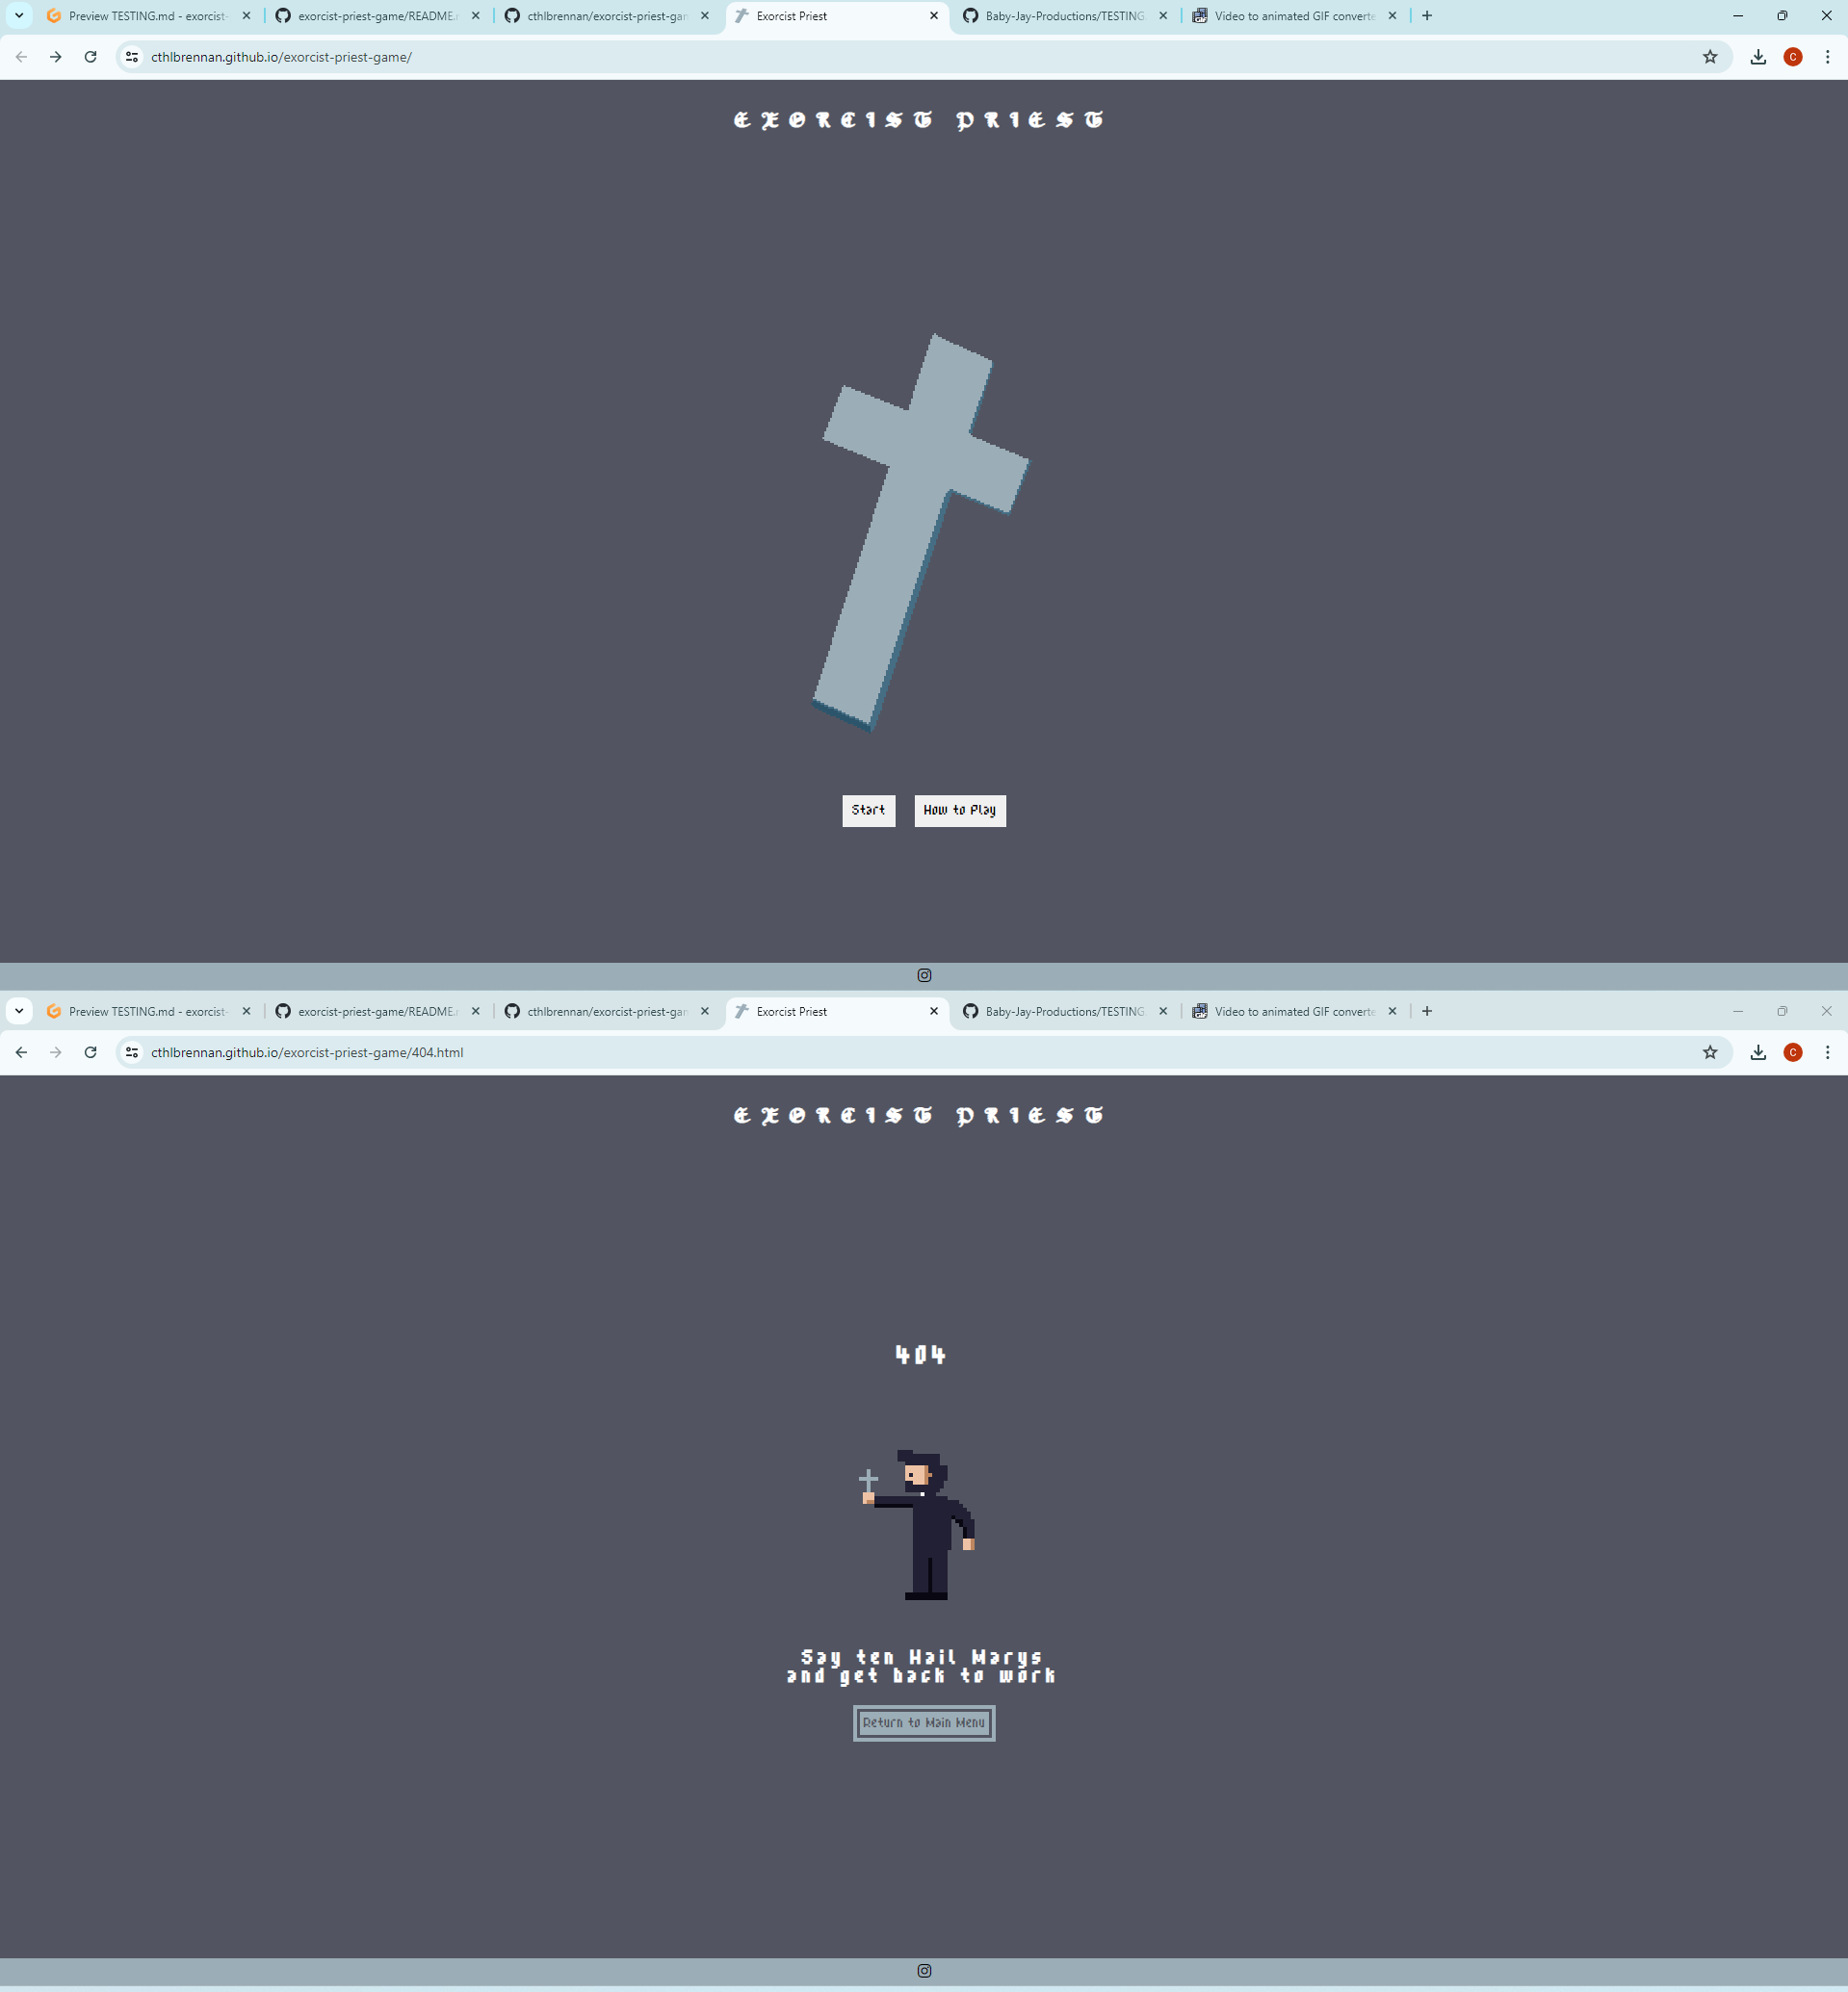 Preview TESTING.md - exorcist-
exorcist-priest-game/README.
cthlbrennan/exorcist-priest-gam
Exorcist Priest
Baby-Jay-Productions/TESTING
Video to animated GIF converte
cthlbrennan.github.io/exorcist-priest-game/
C
EXORCIST PRIEST
Start
How to Play
Preview TESTING.md - exorcist-
exorcist-priest-game/README.
cthlbrennan/exorcist-priest-gam
Exorcist Priest
Baby-Jay-Productions/TESTING
Video to animated GIF converte
cthlbrennan.github.io/exorcist-priest-game/404.html
C
EXORCIST PRIEST
404
Say ten Hail Marys
and get back to work
Return to Main Menu